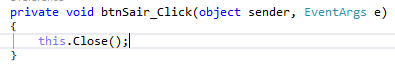 private void btnSair_Click(object sender, EventArgs e)
{
this.Close();
}